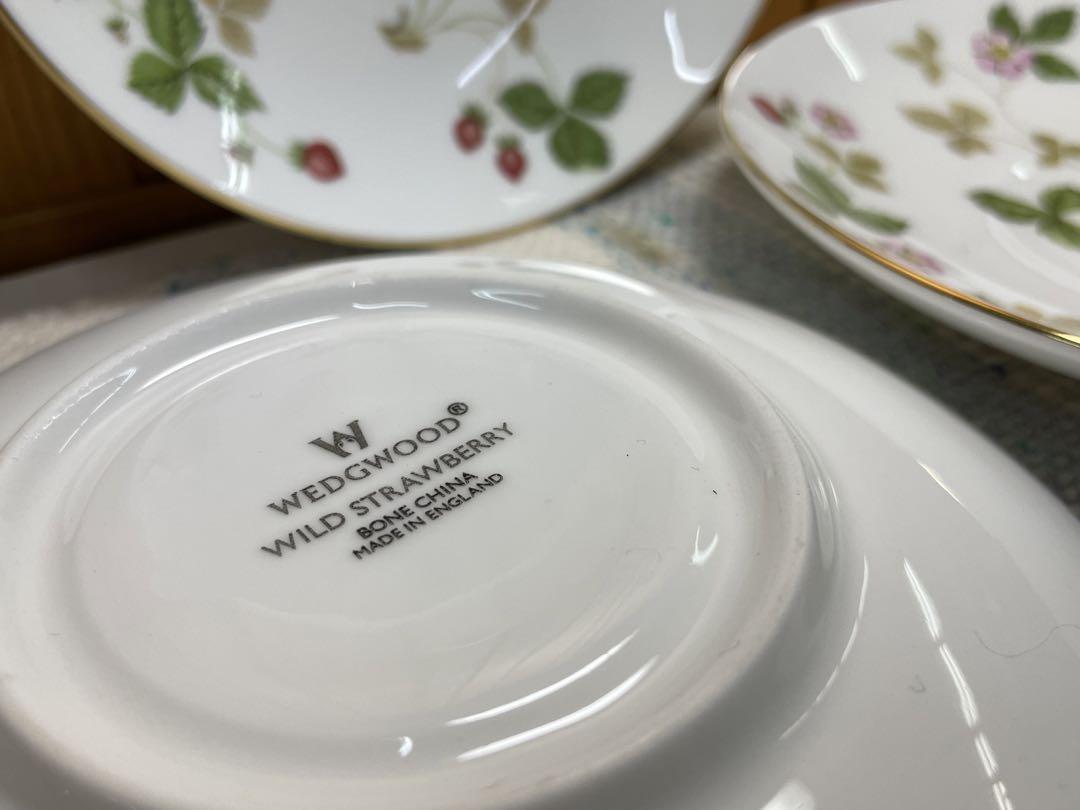 W
WEDGWOOD®
WILD STRAWBERRY
BONE CHINA
MADE IN ENGLAND